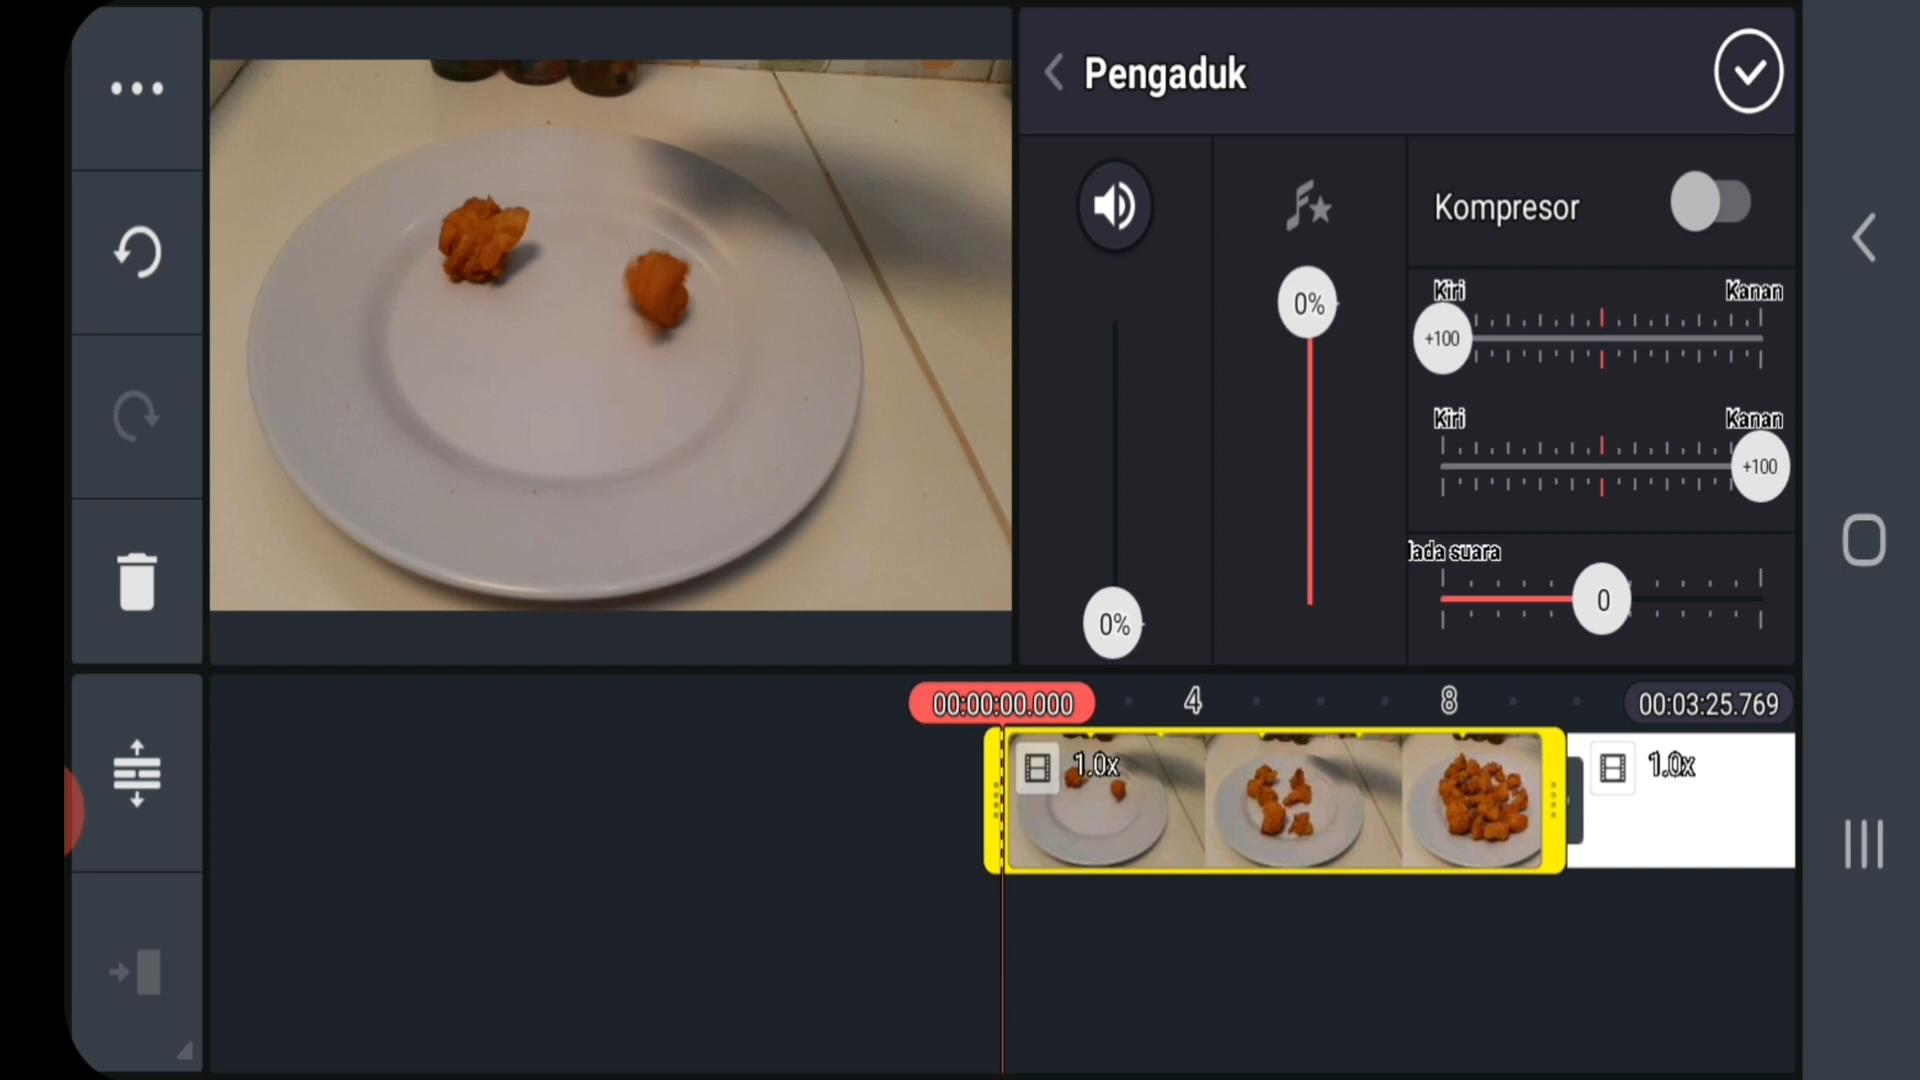 Pengaduk
Kompresor
0%
Kiri
Kanan
+100
Kiri
Kanan
+100
lada suara
0
0%
00:00:00.000
4
8
00:03:25.769
1.0x
1.0x